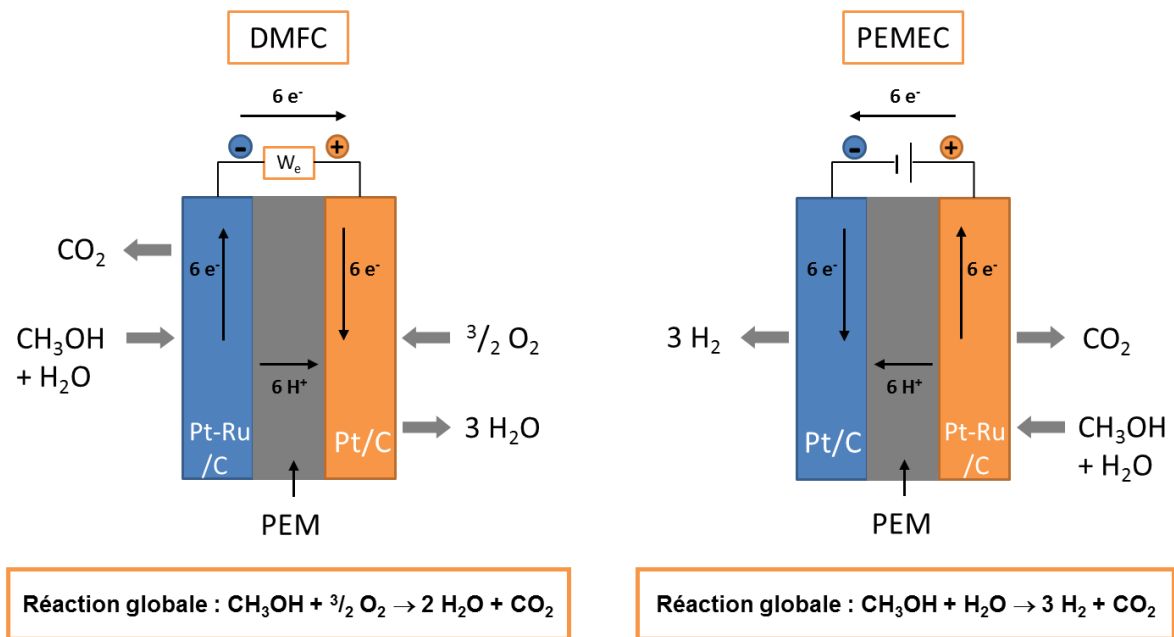 DMFC
6 e⁻
-
Wₑ
+
CO₂
6 e⁻
6 e⁻
CH₃OH
+ H₂O
³/₂ O₂
6 H⁺
3 H₂O
Pt-Ru
/C
Pt/C
PEM
Réaction globale : CH₃OH + ³/₂ O₂ → 2 H₂O + CO₂
PEMEC
6 e⁻
-
+
6 e⁻
6 e⁻
3 H₂
CO₂
6 H⁺
Pt/C
Pt-Ru
/C
CH₃OH
+ H₂O
PEM
Réaction globale : CH₃OH + H₂O → 3 H₂ + CO₂